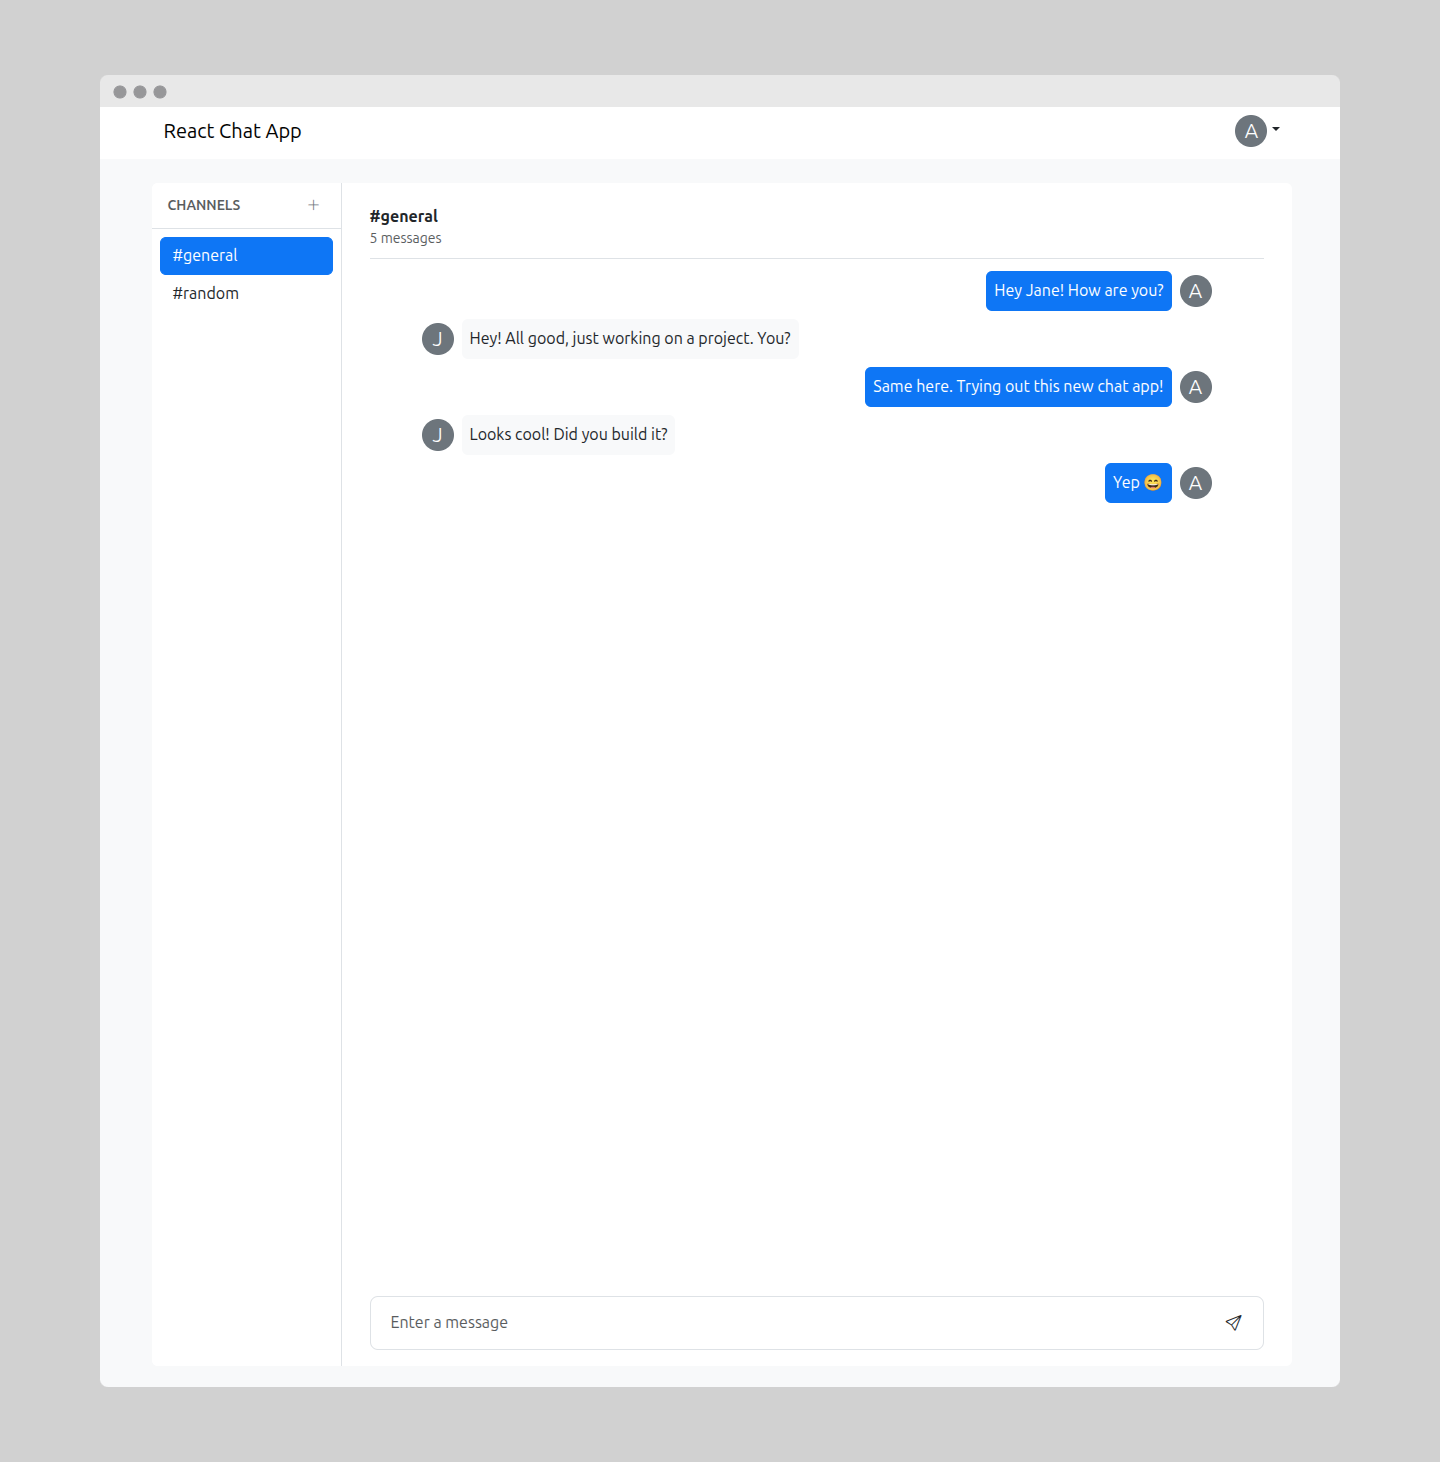 React Chat App
A
CHANNELS
#general
#random
#general
5 messages
Hey Jane! How are you?
A
J
Hey! All good, just working on a project. You?
Same here. Trying out this new chat app!
A
J
Looks cool! Did you build it?
Yep 😄
A
Enter a message